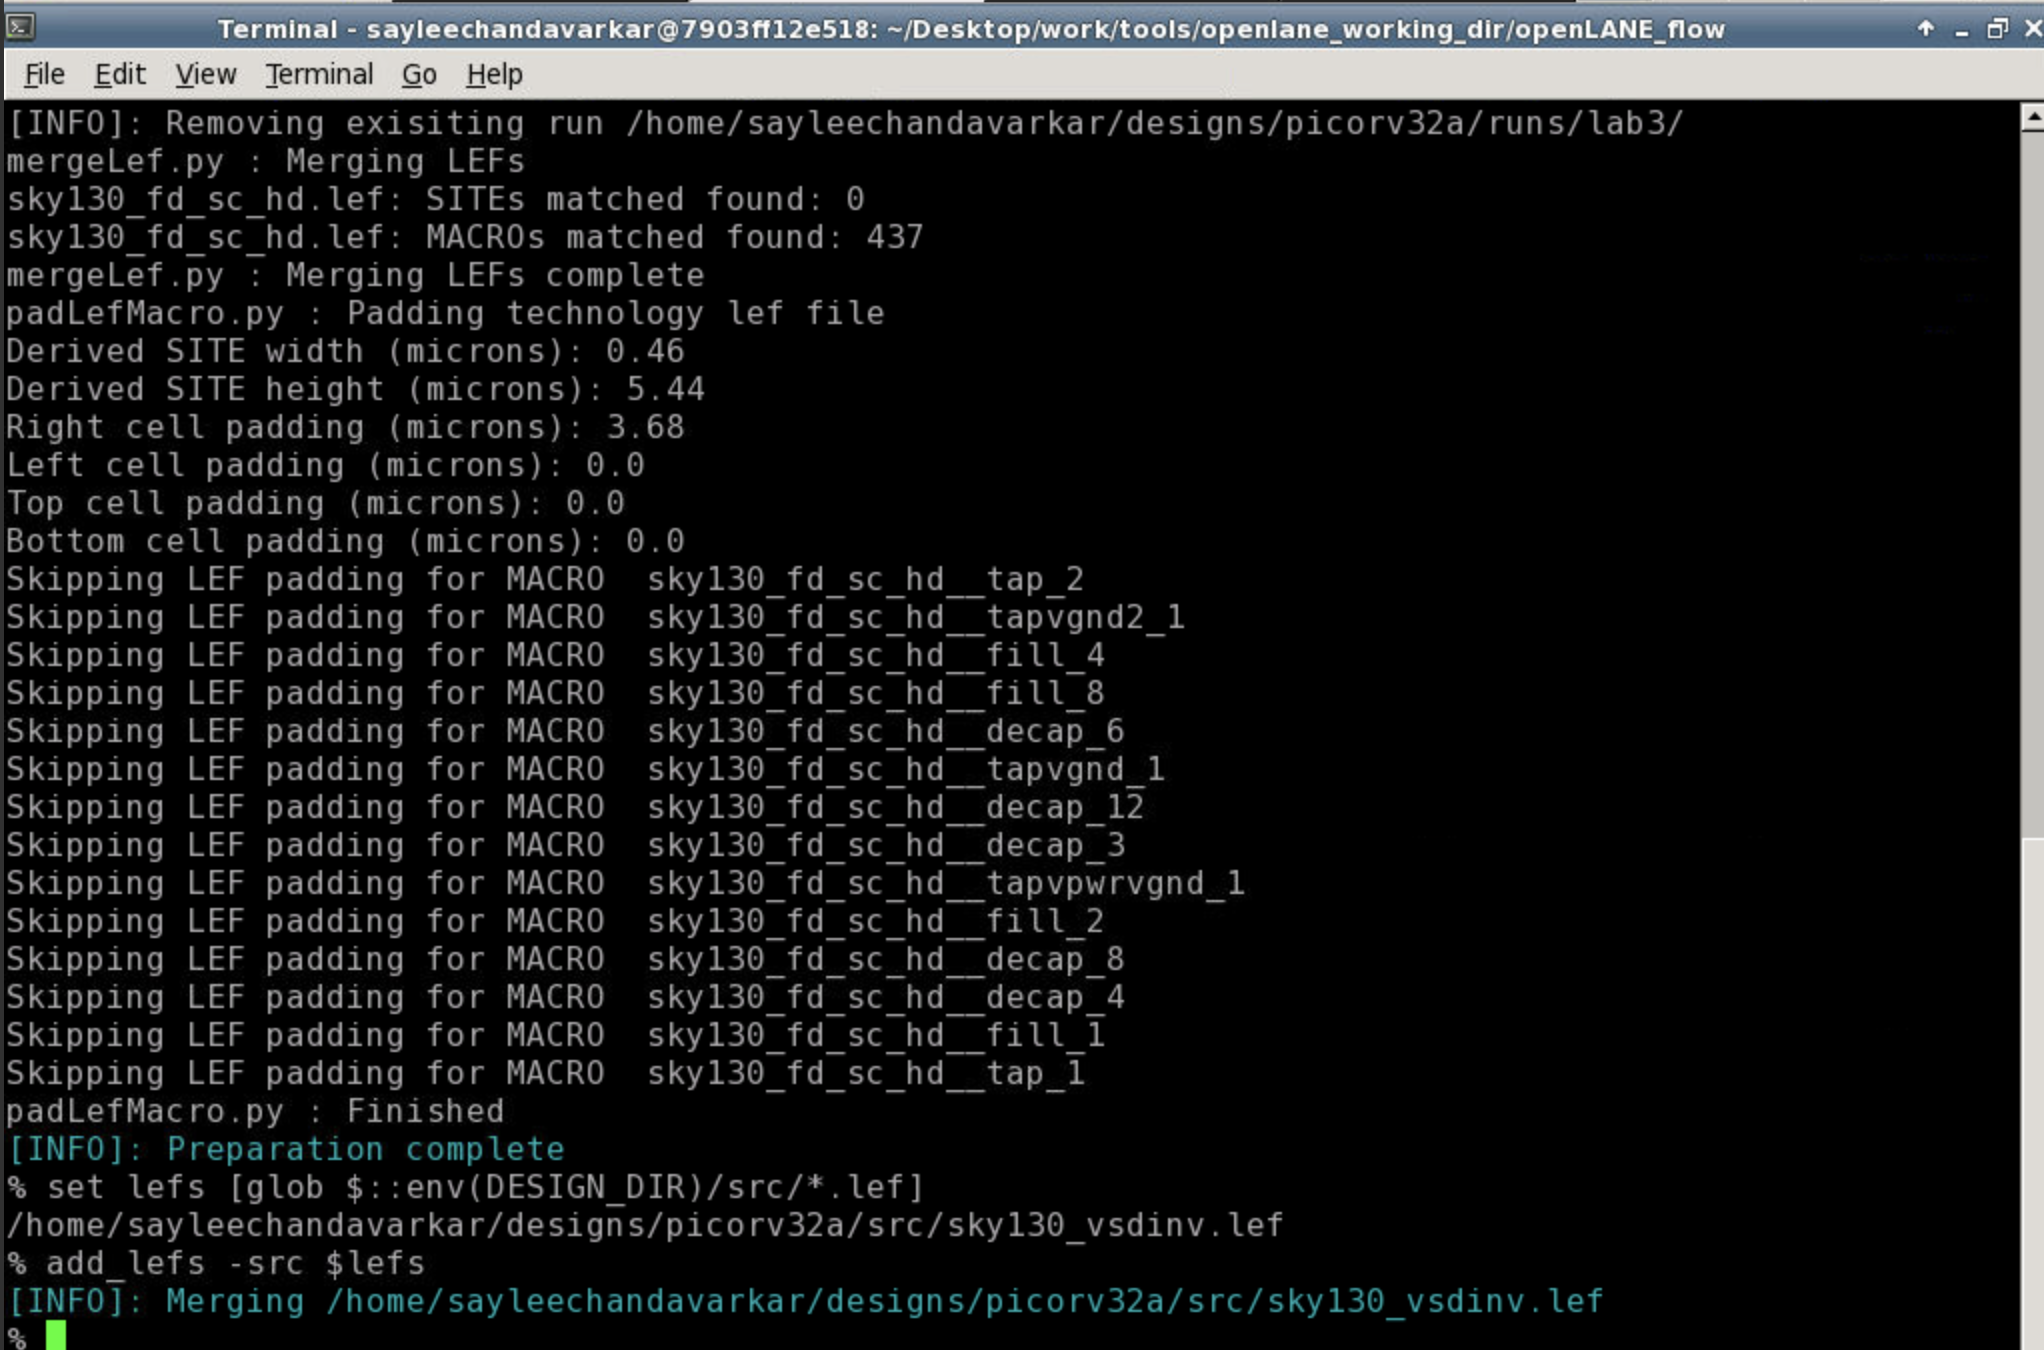 Terminal - sayleechandavarkar@7903ff12e518: ~/Desktop/work/tools/openlane_working_dir/openLANE_flow
File Edit View Terminal Go Help
[INFO]: Removing exisiting run /home/sayleechandavarkar/designs/picorv32a/runs/lab3/
mergeLef.py : Merging LEFs
sky130_fd_sc_hd.lef: SITEs matched found: 0
sky130_fd_sc_hd.lef: MACROs matched found: 437
mergeLef.py : Merging LEFs complete
padLefMacro.py : Padding technology lef file
Derived SITE width (microns): 0.46
Derived SITE height (microns): 5.44
Right cell padding (microns): 3.68
Left cell padding (microns): 0.0
Top cell padding (microns): 0.0
Bottom cell padding (microns): 0.0
Skipping LEF padding for MACRO  sky130_fd_sc_hd__tap_2
Skipping LEF padding for MACRO  sky130_fd_sc_hd__tapvgnd2_1
Skipping LEF padding for MACRO  sky130_fd_sc_hd__fill_4
Skipping LEF padding for MACRO  sky130_fd_sc_hd__fill_8
Skipping LEF padding for MACRO  sky130_fd_sc_hd__decap_6
Skipping LEF padding for MACRO  sky130_fd_sc_hd__tapvgnd_1
Skipping LEF padding for MACRO  sky130_fd_sc_hd__decap_12
Skipping LEF padding for MACRO  sky130_fd_sc_hd__decap_3
Skipping LEF padding for MACRO  sky130_fd_sc_hd__tapvpwrvgnd_1
Skipping LEF padding for MACRO  sky130_fd_sc_hd__fill_2
Skipping LEF padding for MACRO  sky130_fd_sc_hd__decap_8
Skipping LEF padding for MACRO  sky130_fd_sc_hd__decap_4
Skipping LEF padding for MACRO  sky130_fd_sc_hd__fill_1
Skipping LEF padding for MACRO  sky130_fd_sc_hd__tap_1
padLefMacro.py : Finished
[INFO]: Preparation complete
% set lefs [glob $::env(DESIGN_DIR)/src/*.lef]
/home/sayleechandavarkar/designs/picorv32a/src/sky130_vsdinv.lef
% add_lefs -src $lefs
[INFO]: Merging /home/sayleechandavarkar/designs/picorv32a/src/sky130_vsdinv.lef
%